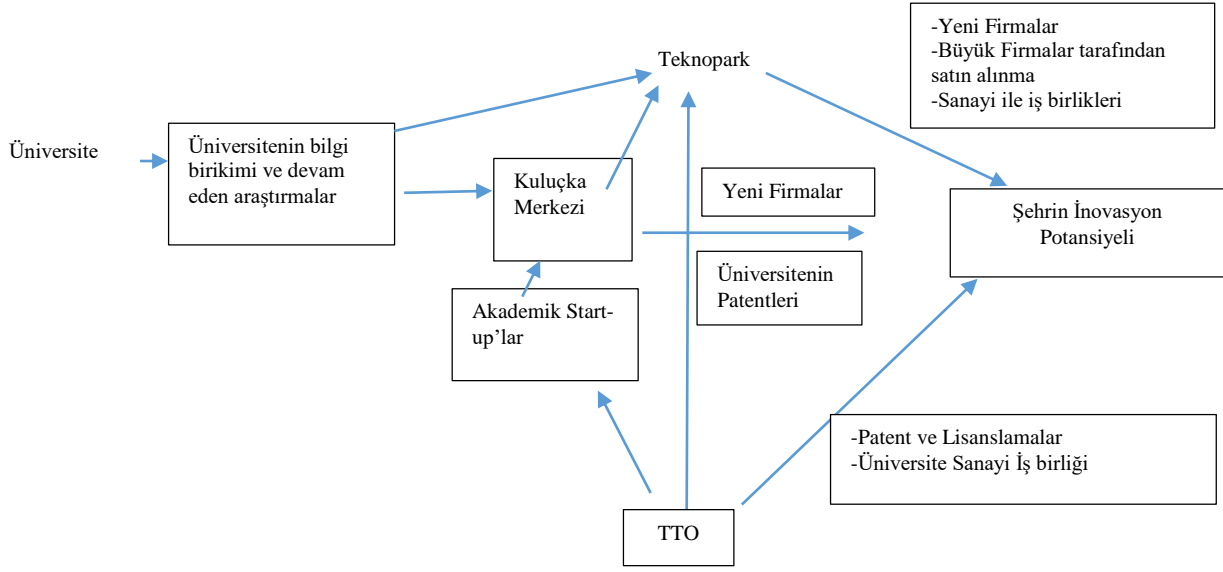 -Yeni Firmalar
-Büyük Firmalar tarafından
satın alınma
-Sanayi ile iş birlikleri
Teknopark
Üniversite
Üniversitenin bilgi
birikimi ve devam
eden araştırmalar
Kuluçka
Merkezi
Yeni Firmalar
Şehrin İnovasyon
Potansiyeli
Üniversitenin
Patentleri
Akademik Start-
up’lar
-Patent ve Lisanslamalar
-Üniversite Sanayi İş birliği
TTO